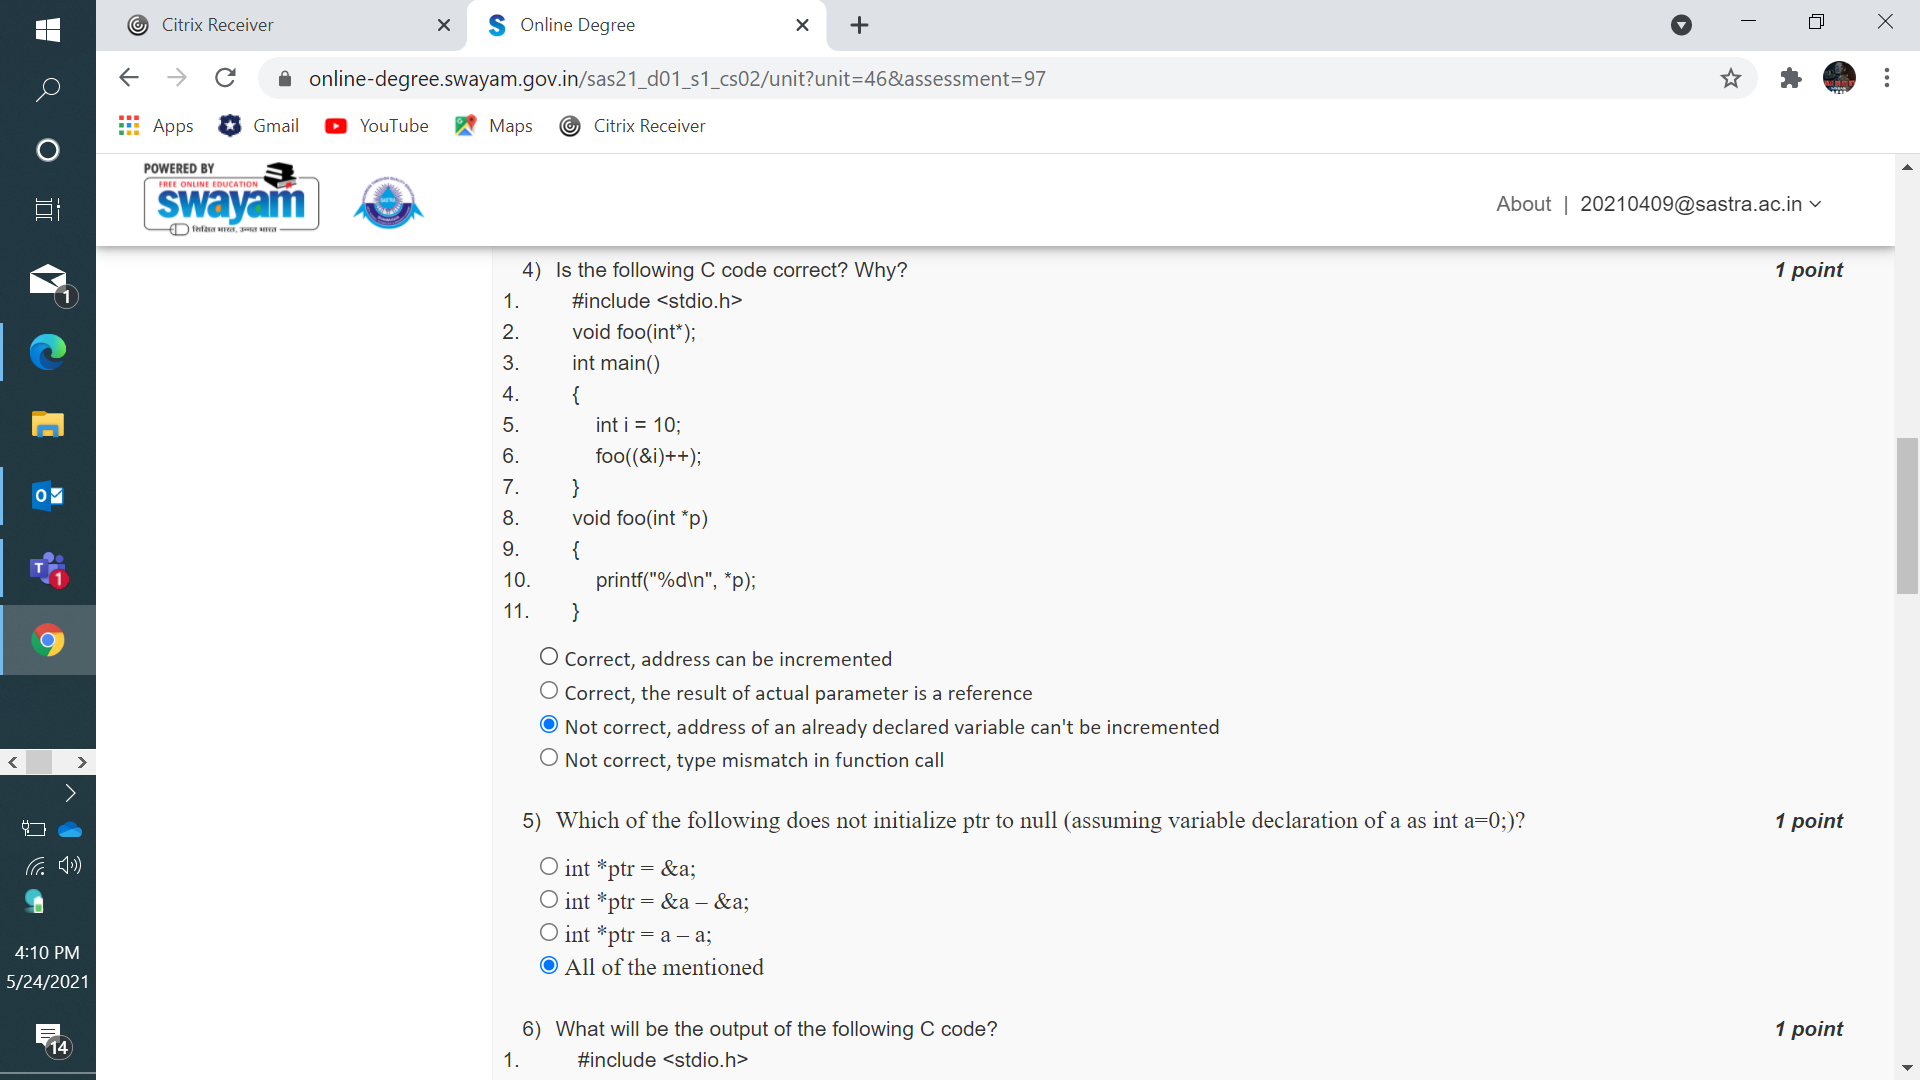 Citrix Receiver
Online Degree
online-degree.swayam.gov.in/sas21_d01_s1_cs02/unit?unit=46&assessment=97
Apps
Gmail
YouTube
Maps
Citrix Receiver
POWERED BY
FREE ONLINE EDUCATION
swayam
शिक्षित भारत, उन्नत भारत
About | 20210409@sastra.ac.in
4) Is the following C code correct? Why?
1 point
1. #include <stdio.h>
2. void foo(int*);
3. int main()
4. {
5. int i = 10;
6. foo((&i)++);
7. }
8. void foo(int *p)
9. {
10. printf("%d\n", *p);
11. }
Correct, address can be incremented
Correct, the result of actual parameter is a reference
Not correct, address of an already declared variable can't be incremented
Not correct, type mismatch in function call
5) Which of the following does not initialize ptr to null (assuming variable declaration of a as int a=0;)?
1 point
int *ptr = &a;
int *ptr = &a – &a;
int *ptr = a – a;
All of the mentioned
6) What will be the output of the following C code?
1 point
1. #include <stdio.h>
1
T
1
4:10 PM
5/24/2021
14